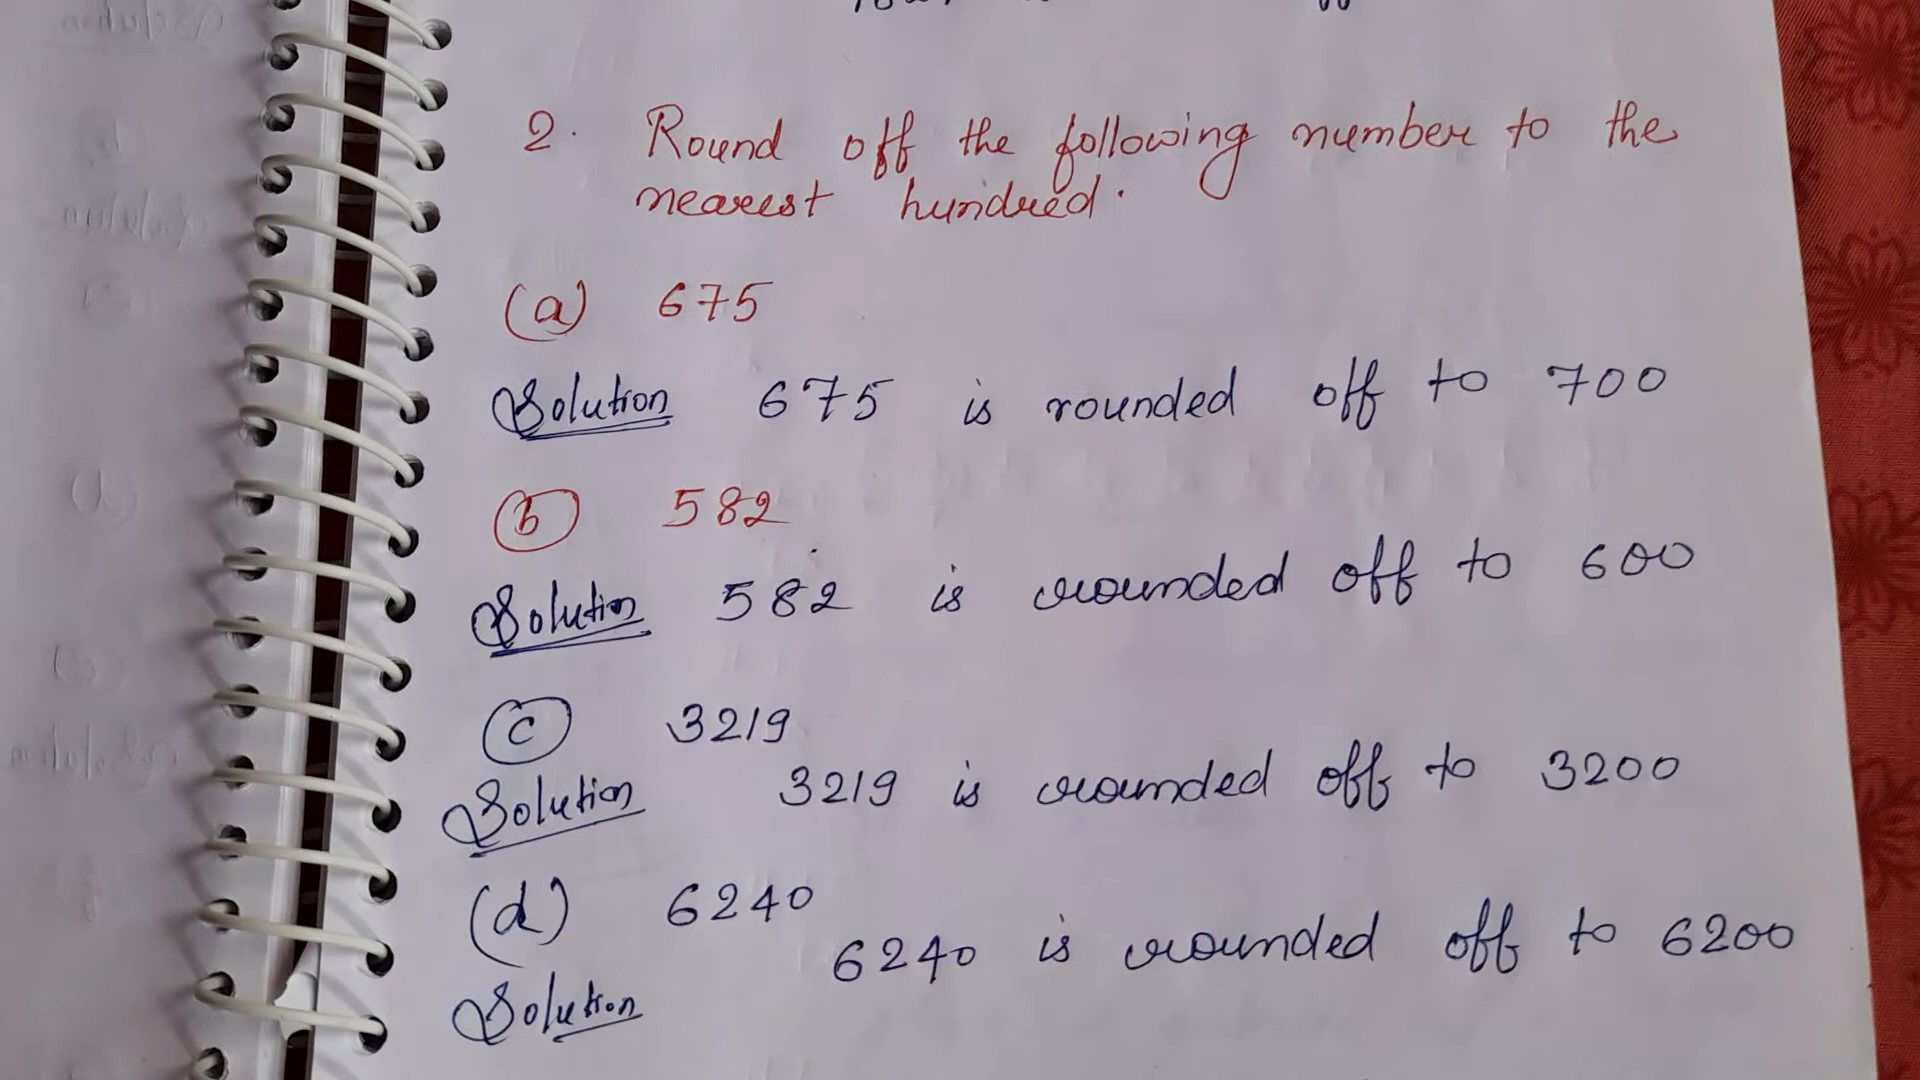 2. Round off the following number to the
nearest hundred.
(a) 675
Solution 675 is rounded off to 700
(b) 582
Solution 582 is rounded off to 600
(c) 3219
Solution 3219 is rounded off to 3200
(d) 6240
6240 is rounded off to 6200
Solution